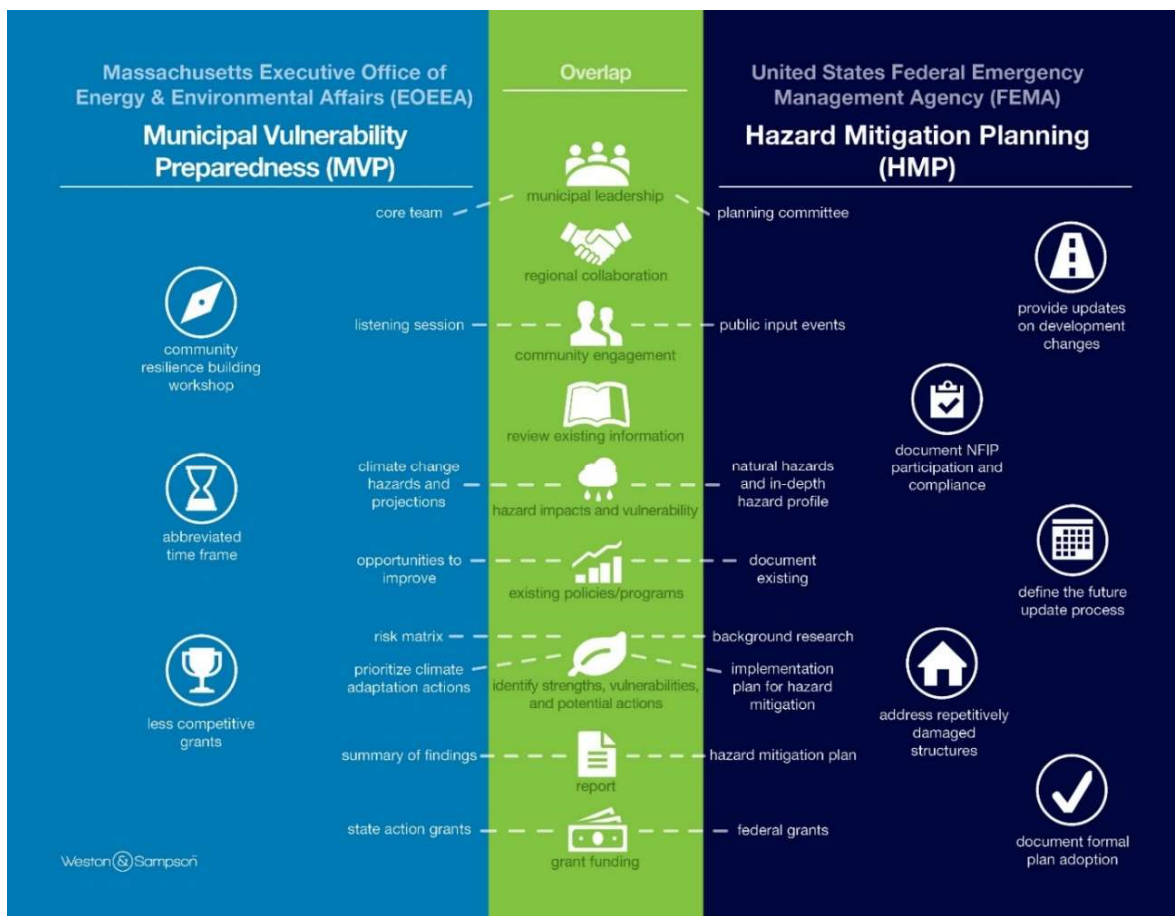 Massachusetts Executive Office of
Energy & Environmental Affairs (EOEEA)
Municipal Vulnerability
Preparedness (MVP)
Overlap
United States Federal Emergency
Management Agency (FEMA)
Hazard Mitigation Planning
(HMP)
core team
municipal leadership
planning committee
regional collaboration
listening session
community engagement
public input events
review existing information
climate change
hazards and
projections
hazard impacts and vulnerability
natural hazards
and in-depth
hazard profile
opportunities to
improve
existing policies/programs
document
existing
risk matrix
prioritize climate
adaptation actions
identify strengths, vulnerabilities,
and potential actions
background research
implementation
plan for hazard
mitigation
summary of findings
report
hazard mitigation plan
state action grants
grant funding
federal grants
community
resilience building
workshop
abbreviated
time frame
less competitive
grants
provide updates
on development
changes
document NFIP
participation and
compliance
define the future
update process
address repetitively
damaged
structures
document formal
plan adoption
Weston & Sampson